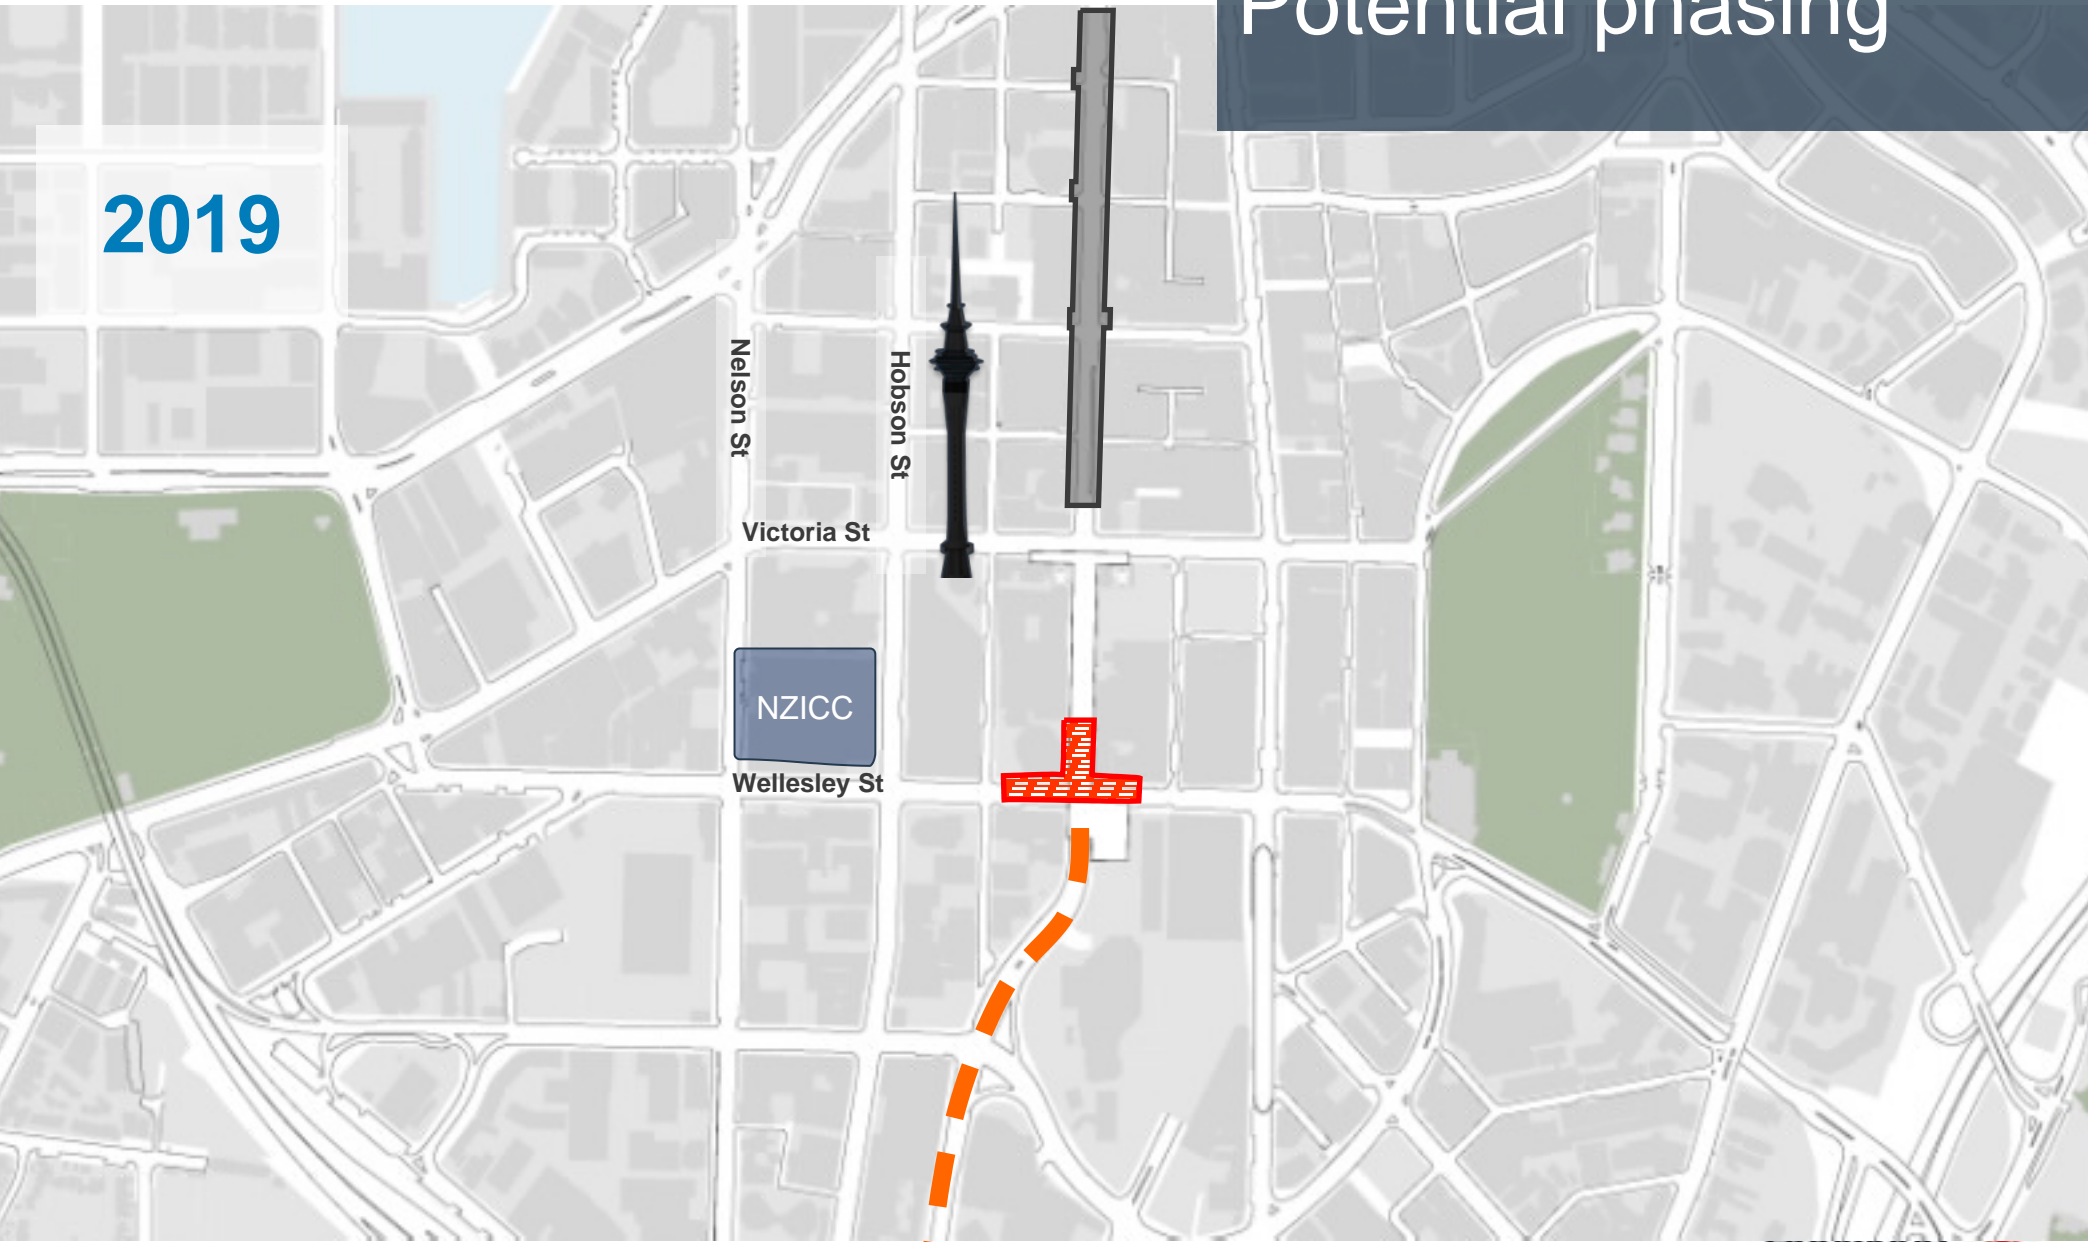 Potential phasing
2019
Nelson St
Hobson St
Victoria St
NZICC
Wellesley St